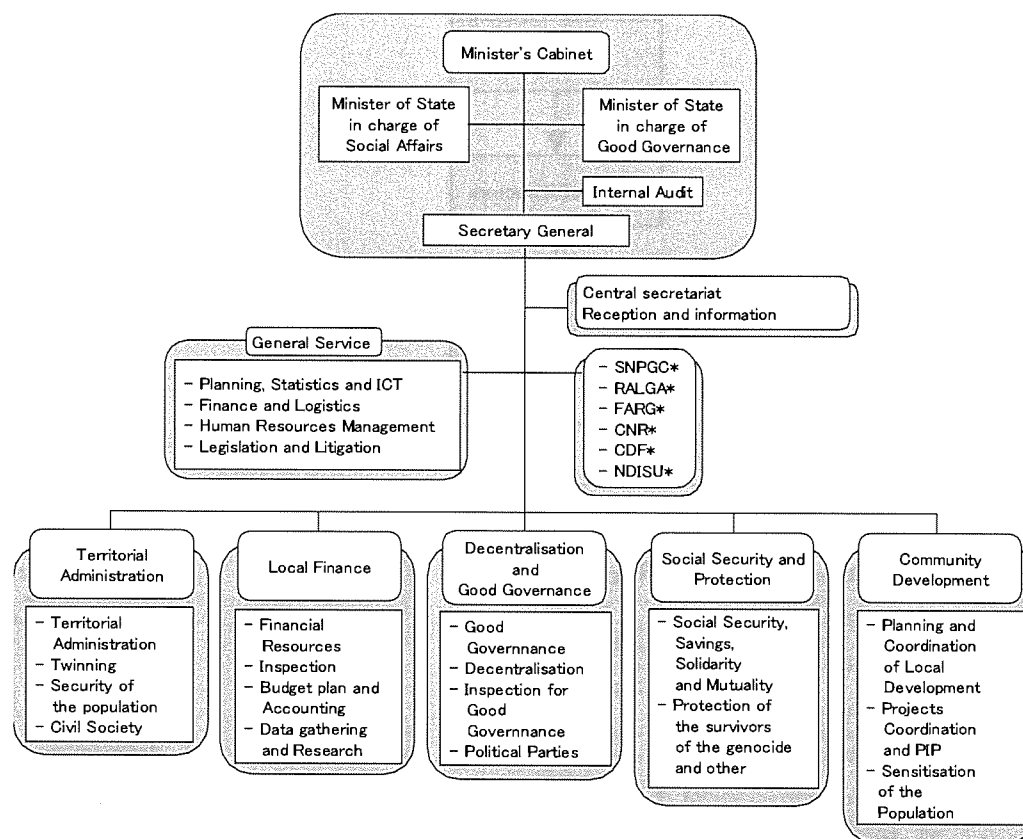 Minister's Cabinet
Minister of State
in charge of
Social Affairs
Minister of State
in charge of
Good Governance
Internal Audit
Secretary General
Central secretariat
Reception and information
General Service
- Planning, Statistics and ICT
- Finance and Logistics
- Human Resources Management
- Legislation and Litigation
- SNPGC*
- RALGA*
- FARG*
- CNR*
- CDF*
- NDISU*
Territorial
Administration
- Territorial
Administration
- Twinning
- Security of
the population
- Civil Society
Local Finance
- Financial
Resources
- Inspection
- Budget plan and
Accounting
- Data gathering
and Research
Decentralisation
and
Good Governance
- Good
Governnance
- Decentralisation
- Inspection for
Good
Governnance
- Political Parties
Social Security and
Protection
- Social Security,
Savings,
Solidarity
and Mutuality
- Protection of
the survivors
of the genocide
and other
Community
Development
- Planning and
Coordination
of Local
Development
- Projects
Coordination
and PIP
- Sensitisation
of the
Population